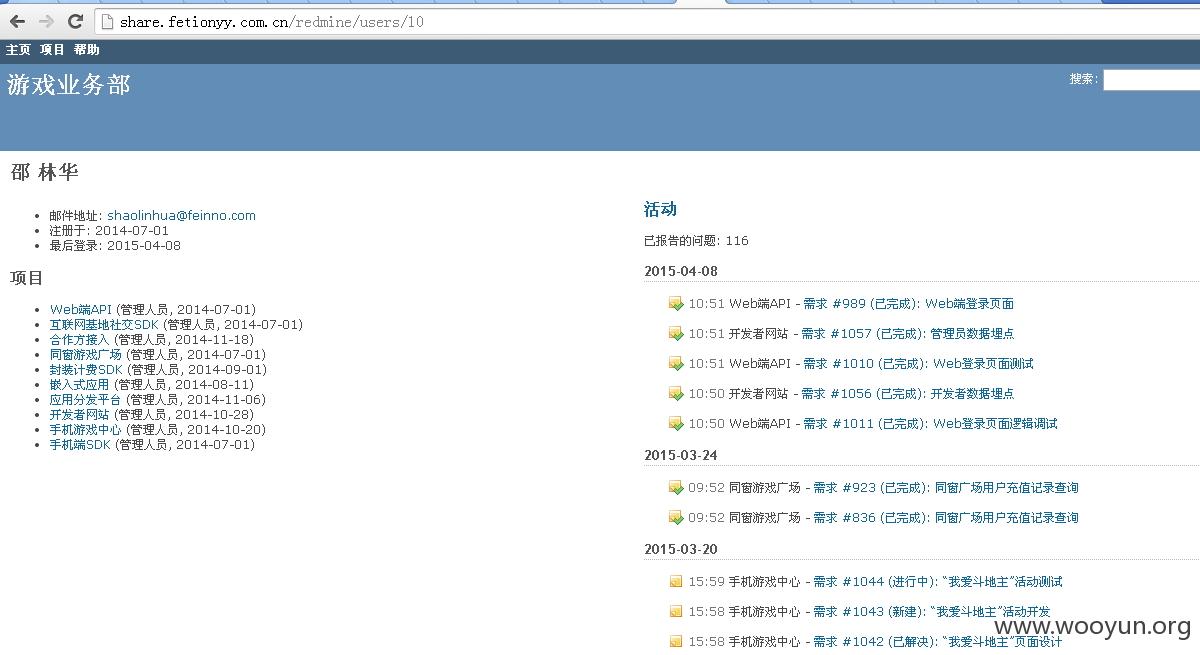 share.fetionyy.com.cn/redmine/users/10
主页 项目 帮助
游戏业务部
搜索:
邵 林华
邮件地址: shaolinhua@feinno.com
注册于: 2014-07-01
最后登录: 2015-04-08
项目
Web端API (管理人员, 2014-07-01)
互联网基地社交SDK (管理人员, 2014-07-01)
合作方接入 (管理人员, 2014-11-18)
同窗游戏广场 (管理人员, 2014-07-01)
封装计费SDK (管理人员, 2014-09-01)
嵌入式应用 (管理人员, 2014-08-11)
应用分发平台 (管理人员, 2014-11-06)
开发者网站 (管理人员, 2014-10-28)
手机游戏中心 (管理人员, 2014-10-20)
手机端SDK (管理人员, 2014-07-01)
活动
已报告的问题: 116
2015-04-08
10:51 Web端API - 需求 #989 (已完成): Web端登录页面
10:51 开发者网站 - 需求 #1057 (已完成): 管理员数据埋点
10:51 Web端API - 需求 #1010 (已完成): Web登录页面测试
10:50 开发者网站 - 需求 #1056 (已完成): 开发者数据埋点
10:50 Web端API - 需求 #1011 (已完成): Web登录页面逻辑调试
2015-03-24
09:52 同窗游戏广场 - 需求 #923 (已完成): 同窗广场用户充值记录查询
09:52 同窗游戏广场 - 需求 #836 (已完成): 同窗广场用户充值记录查询
2015-03-20
15:59 手机游戏中心 - 需求 #1044 (进行中): “我爱斗地主”活动测试
15:58 手机游戏中心 - 需求 #1043 (新建): “我爱斗地主”活动开发
15:58 手机游戏中心 - 需求 #1042 (已解决): “我爱斗地主”页面设计
www.wooyun.org